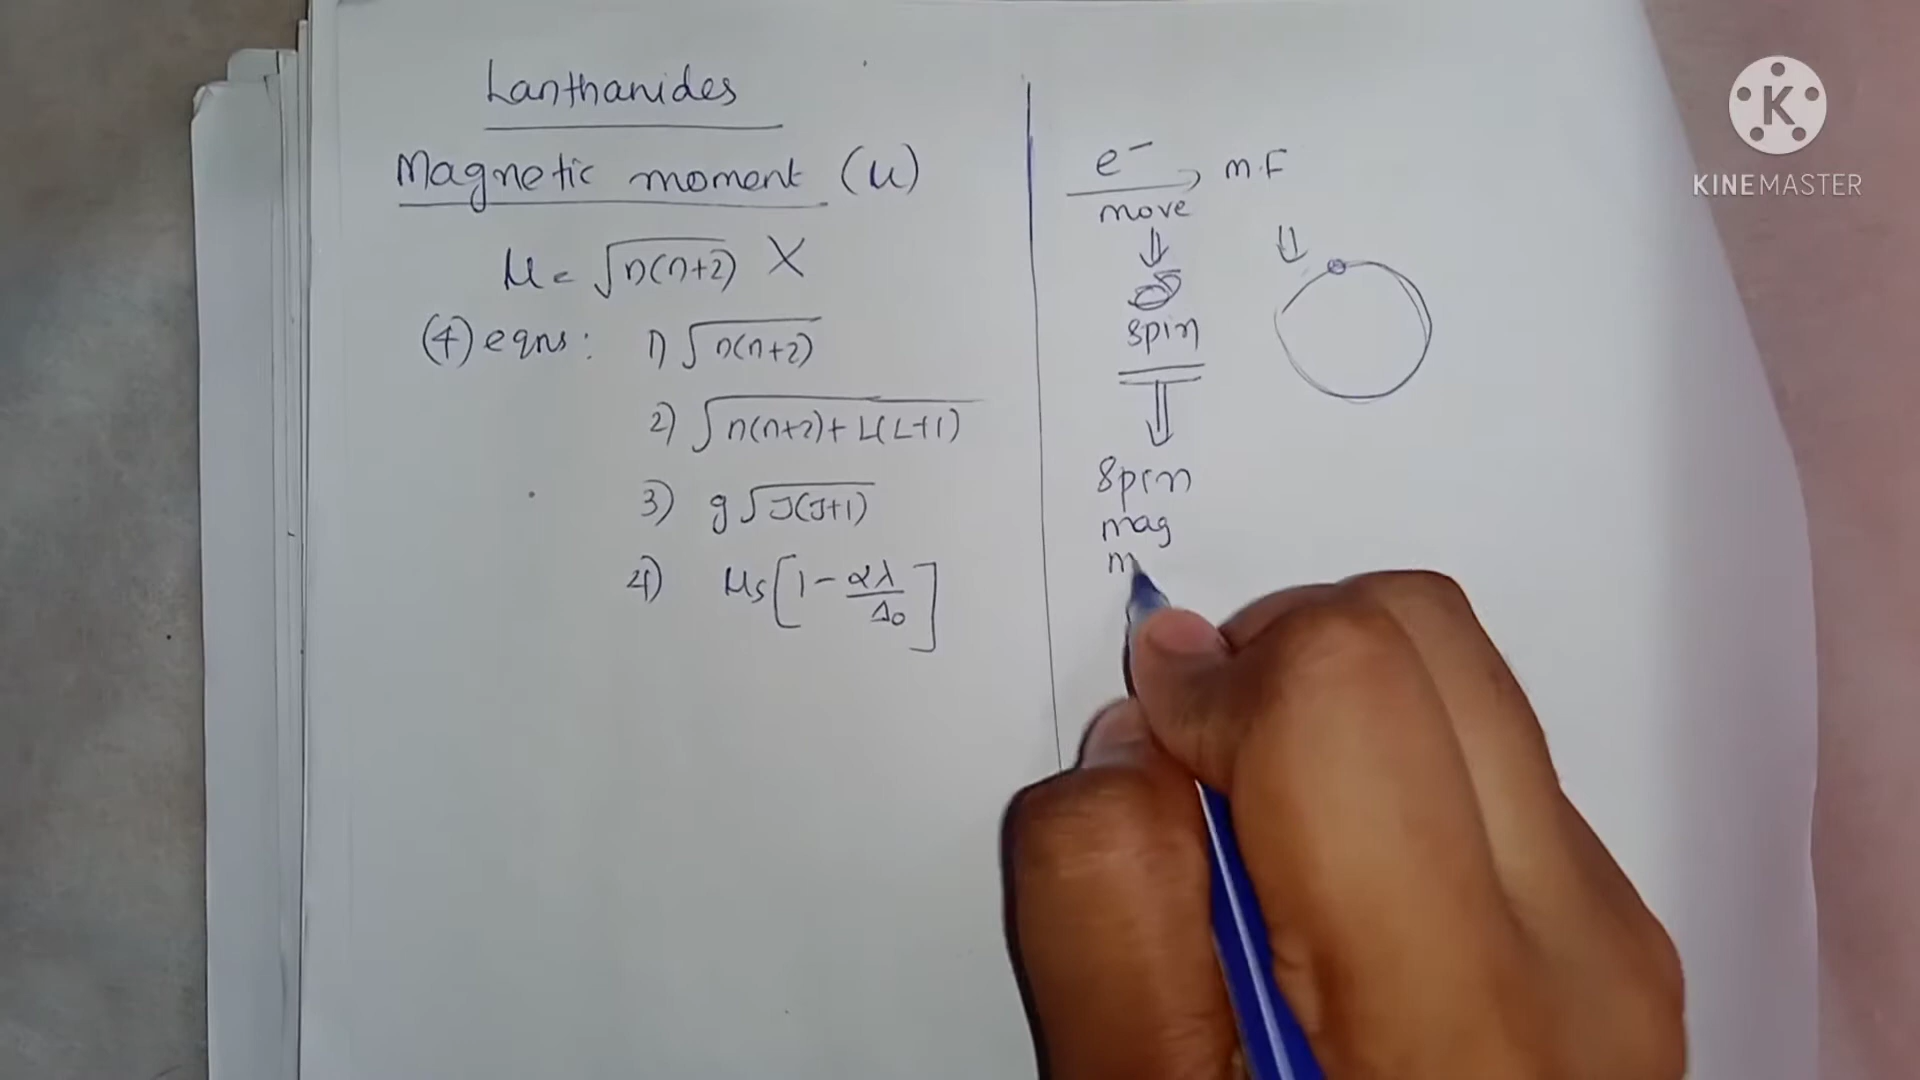 Lanthanides
Magnetic moment (μ)
μ = √n(n+2) X
(4) eqns: 1) √n(n+2)
2) √n(n+2)+L(L+1)
3) g√J(J+1)
4) μs[1-αλ/Δo]
e⁻ → m.F
move
⇓ ⇓
spin
⇓
spin
mag
m
K
KINEMASTER